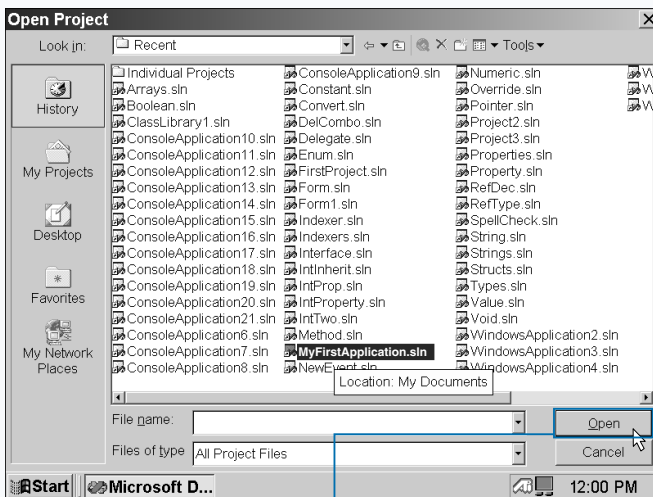 Open Project
Look in:
Recent
Tools
History
My Projects
Desktop
Favorites
My Network
Places
Individual Projects
Arrays.sln
Boolean.sln
ClassLibrary1.sln
ConsoleApplication10.sln
ConsoleApplication11.sln
ConsoleApplication12.sln
ConsoleApplication13.sln
ConsoleApplication14.sln
ConsoleApplication15.sln
ConsoleApplication16.sln
ConsoleApplication17.sln
ConsoleApplication18.sln
ConsoleApplication19.sln
ConsoleApplication20.sln
ConsoleApplication21.sln
ConsoleApplication6.sln
ConsoleApplication7.sln
ConsoleApplication8.sln
ConsoleApplication9.sln
Constant.sln
Convert.sln
DelCombo.sln
Delegate.sln
Enum.sln
FirstProject.sln
Form.sln
Form1.sln
Indexer.sln
Indexers.sln
Interface.sln
IntInherit.sln
IntProp.sln
IntProperty.sln
IntTwo.sln
Method.sln
MyFirstApplication.sln
NewEvent.sln
Location: My Documents
Numeric.sln
Override.sln
Pointer.sln
Project2.sln
Project3.sln
Properties.sln
Property.sln
RefDec.sln
RefType.sln
SpellCheck.sln
String.sln
Strings.sln
Structs.sln
Types.sln
Value.sln
Void.sln
WindowsApplication2.sln
WindowsApplication3.sln
WindowsApplication4.sln
File name:
Open
Files of type
All Project Files
Cancel
Start
Microsoft D...
12:00 PM